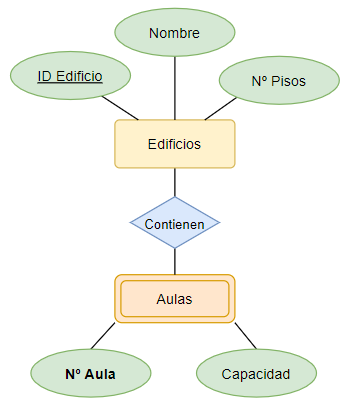 Nombre
ID Edificio
Nº Pisos
Edificios
Contienen
Aulas
Nº Aula
Capacidad